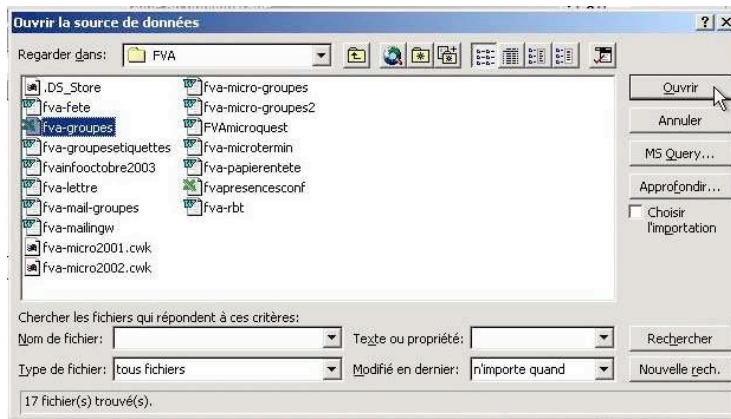 Ouvrir la source de données
Regarder dans: FVA
.DS_Store
fva-fete
fva-groupes
fva-groupesetiquettes
fvainfooctobre2003
fva-lettre
fva-mail-groupes
fva-mailingw
fva-micro2001.cwk
fva-micro2002.cwk
fva-micro-groupes
fva-micro-groupes2
FVAmicroquest
fva-microtermin
fva-papierentete
fvapresencesconf
fva-rbt
Ouvrir
Annuler
MS Query...
Approfondir...
Choisir
l'importation
Chercher les fichiers qui répondent à ces critères:
Nom de fichier: Texte ou propriété: Rechercher
Type de fichier: tous fichiers Modifié en dernier: n'importe quand Nouvelle rech.
17 fichier(s) trouvé(s).